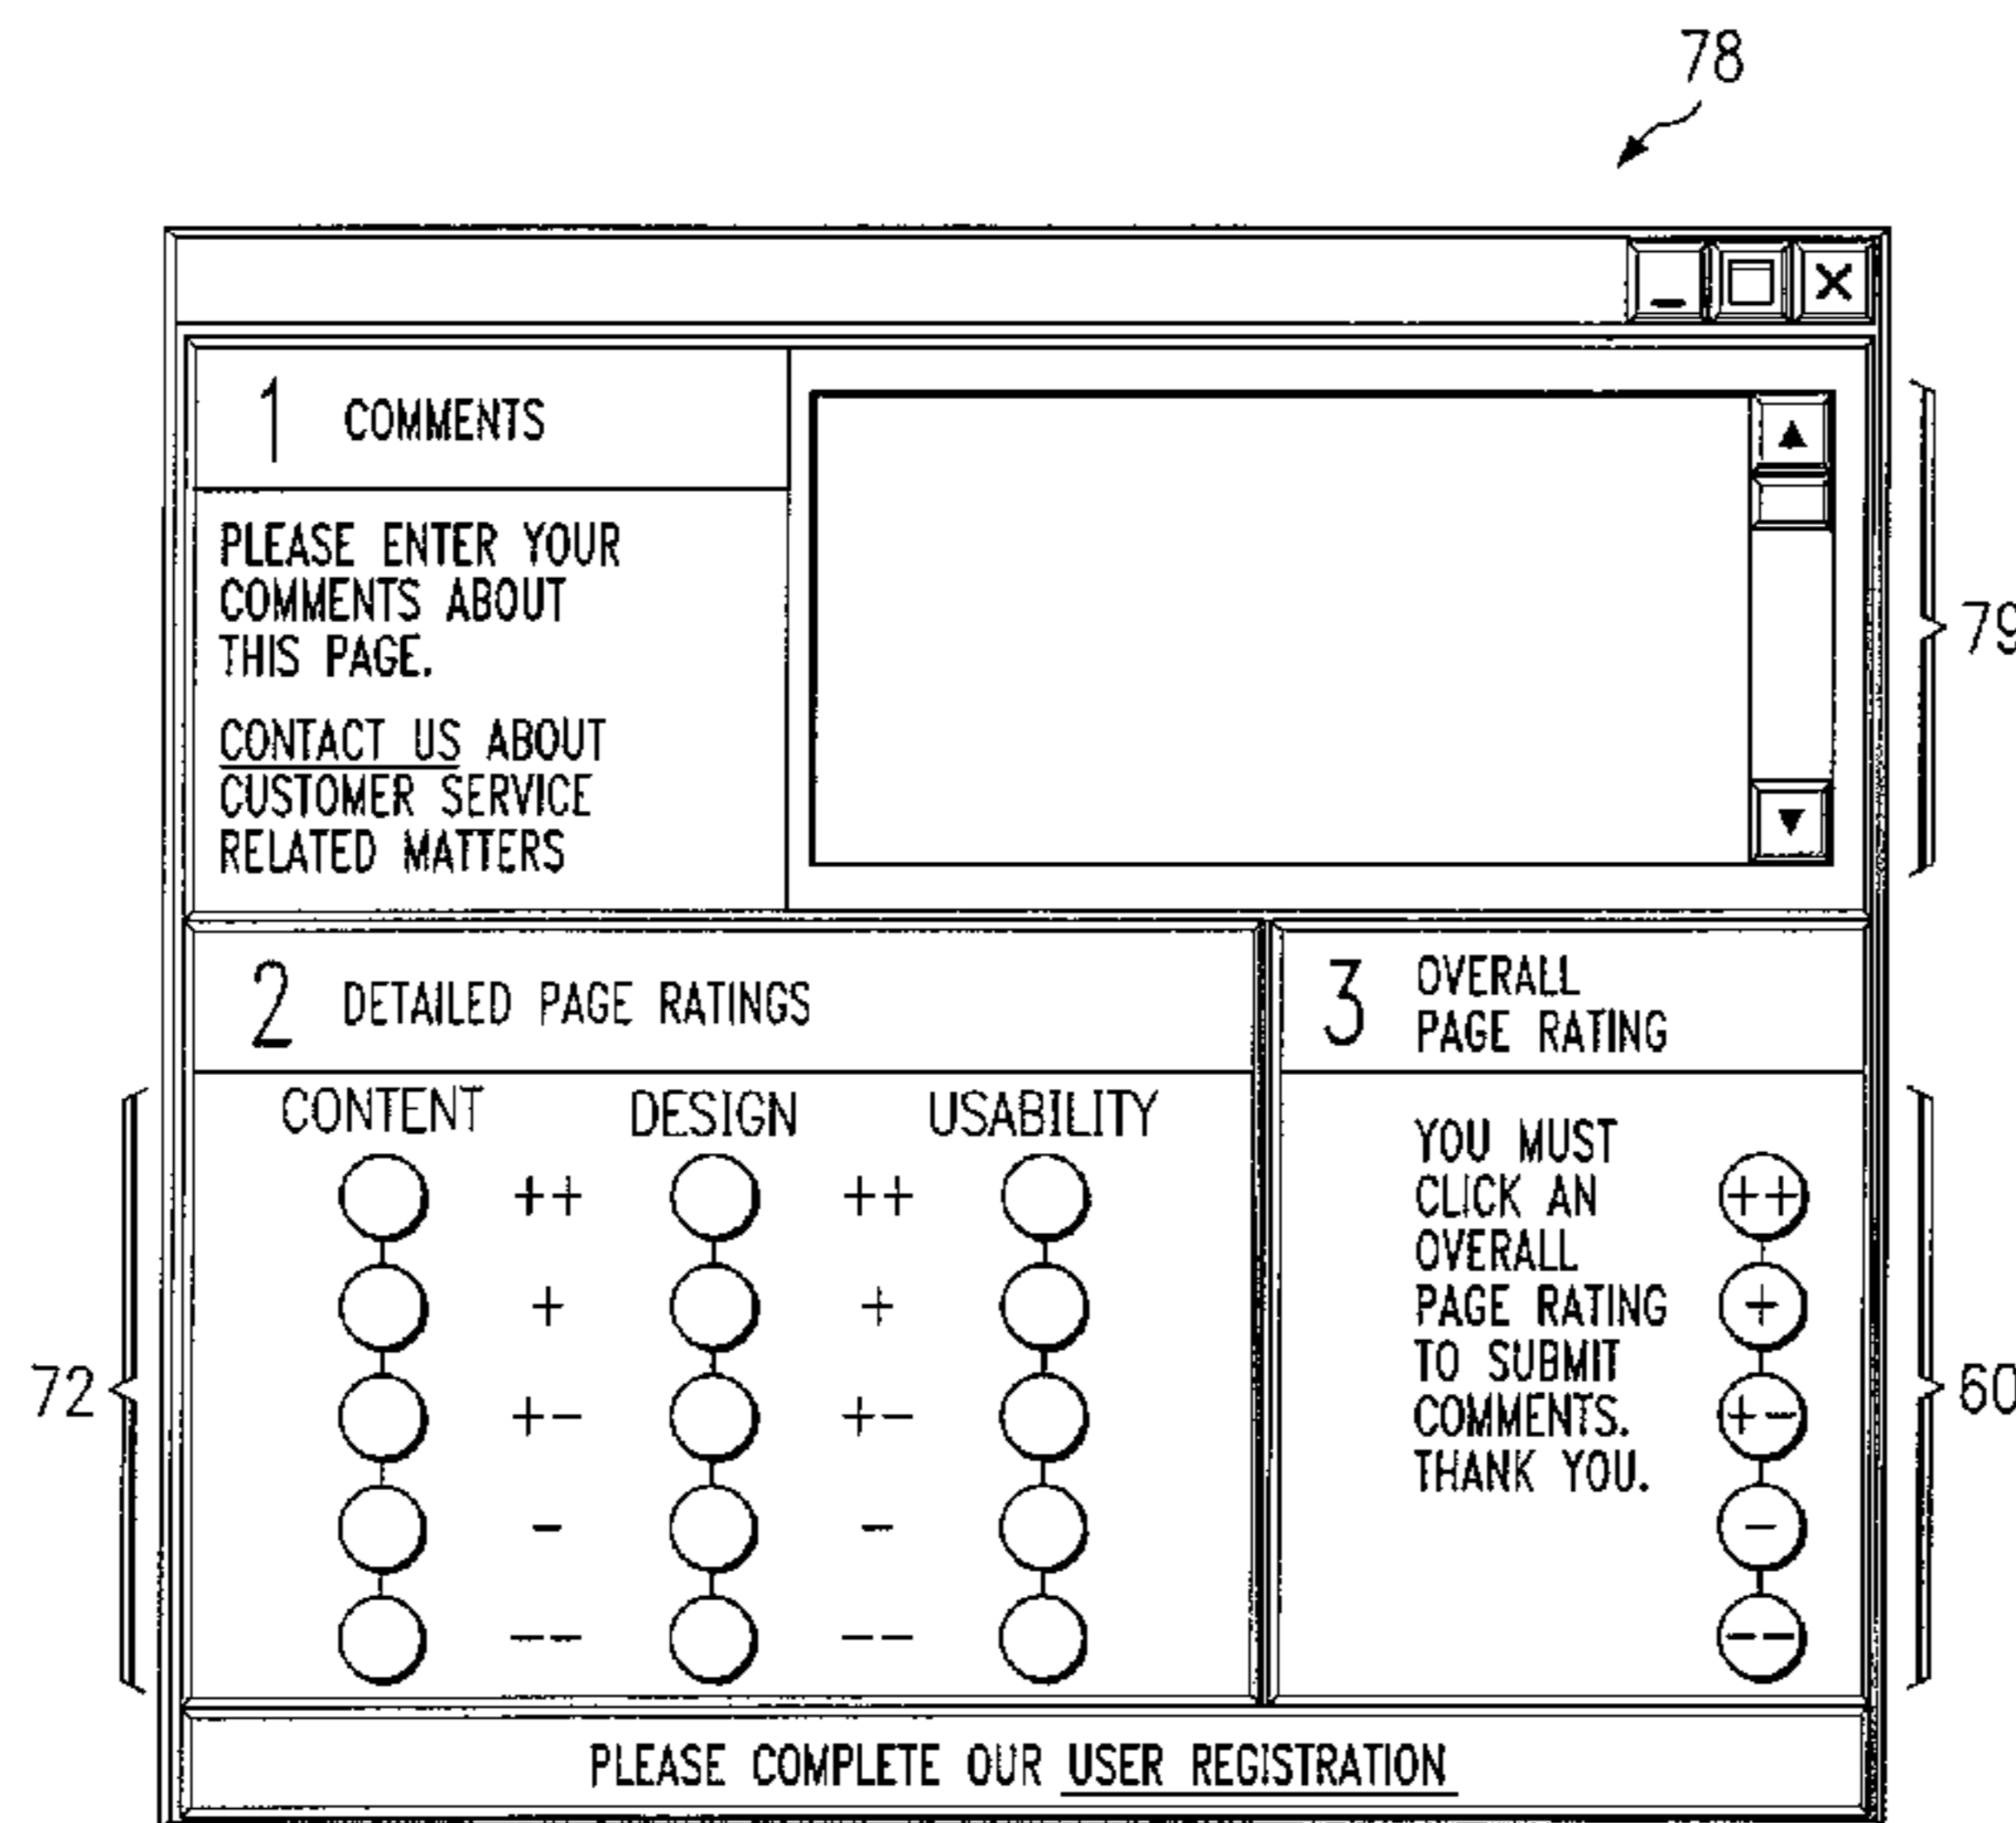 78
1 COMMENTS
PLEASE ENTER YOUR
COMMENTS ABOUT
THIS PAGE.
CONTACT US ABOUT
CUSTOMER SERVICE
RELATED MATTERS
79
2 DETAILED PAGE RATINGS
CONTENT DESIGN USABILITY
++ ++
+ +
+- +-
- -
-- --
72
3 OVERALL
PAGE RATING
YOU MUST
CLICK AN
OVERALL
PAGE RATING
TO SUBMIT
COMMENTS.
THANK YOU.
++
+
+-
-
--
60
PLEASE COMPLETE OUR USER REGISTRATION